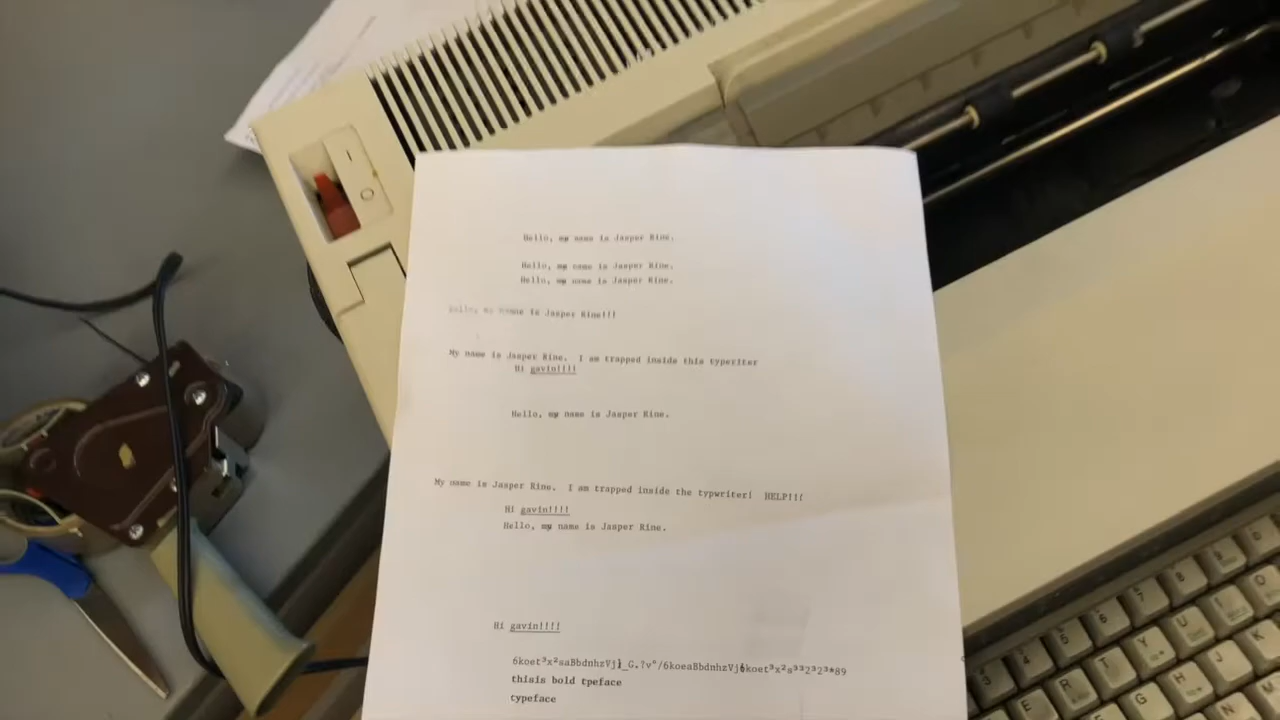 Hello, my name is Jasper Rine.
Hello, my name is Jasper Rine.
Hello, my name is Jasper Rine.
Hello, my name is Jasper Rine!!!
My name is Jasper Rine. I am trapped inside this typeriter
Hi gavin!!!!
Hello, my name is Jasper Rine.
My name is Jasper Rine. I am trapped inside the typwriter! HELP!!!
Hi gavin!!!!
Hello, my name is Jasper Rine.
Hi gavin!!!!
thisis bold tpeface
typeface